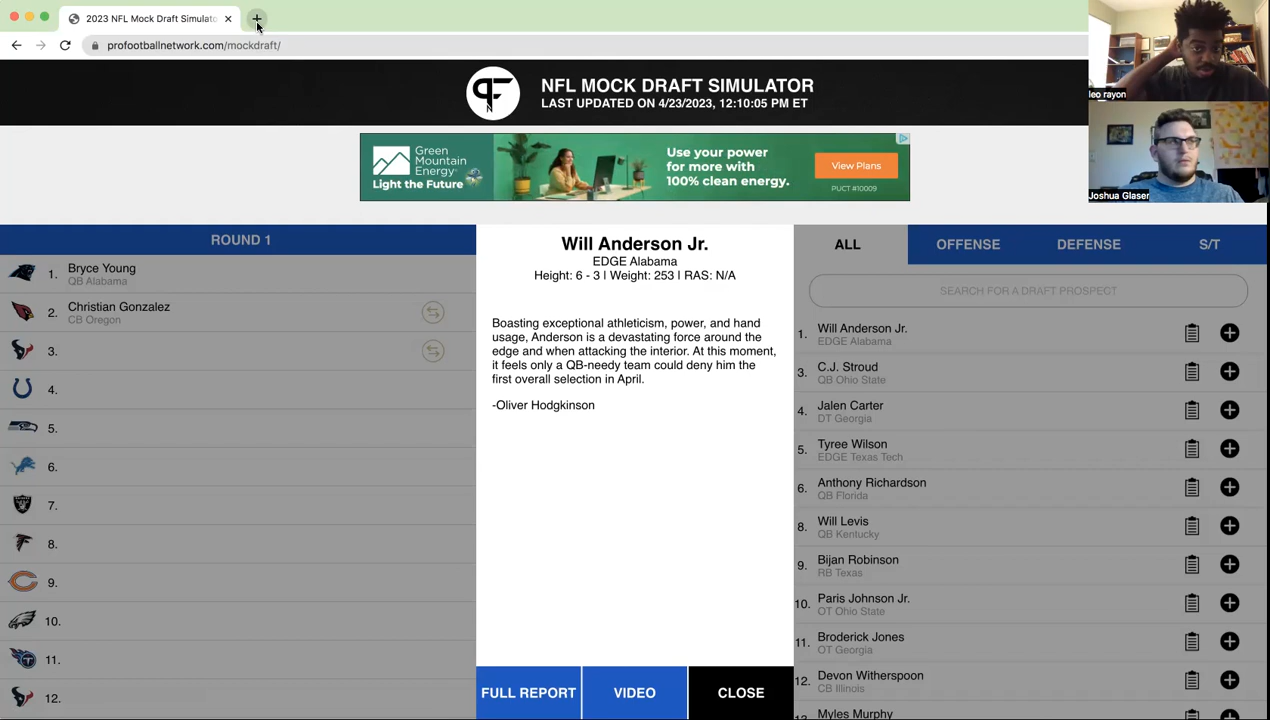 2023 NFL Mock Draft Simulato
profootballnetwork.com/mockdraft/
leo rayon
Joshua Glaser
PF
N
NFL MOCK DRAFT SIMULATOR
LAST UPDATED ON 4/23/2023, 12:10:05 PM ET
Green
Mountain
Energy®
Light the Future™
Use your power
for more with
100% clean energy.
View Plans
PUCT #10009
ROUND 1
1. Bryce Young
QB Alabama
2. Christian Gonzalez
CB Oregon
3.
4.
5.
6.
7.
8.
9.
10.
11.
12.
Will Anderson Jr.
EDGE Alabama
Height: 6 - 3 | Weight: 253 | RAS: N/A
Boasting exceptional athleticism, power, and hand
usage, Anderson is a devastating force around the
edge and when attacking the interior. At this moment,
it feels only a QB-needy team could deny him the
first overall selection in April.
-Oliver Hodgkinson
FULL REPORT
VIDEO
CLOSE
ALL
OFFENSE
DEFENSE
S/T
SEARCH FOR A DRAFT PROSPECT
1. Will Anderson Jr.
EDGE Alabama
3. C.J. Stroud
QB Ohio State
4. Jalen Carter
DT Georgia
5. Tyree Wilson
EDGE Texas Tech
6. Anthony Richardson
QB Florida
8. Will Levis
QB Kentucky
9. Bijan Robinson
RB Texas
10. Paris Johnson Jr.
OT Ohio State
11. Broderick Jones
OT Georgia
12. Devon Witherspoon
CB Illinois
13. Myles Murphy